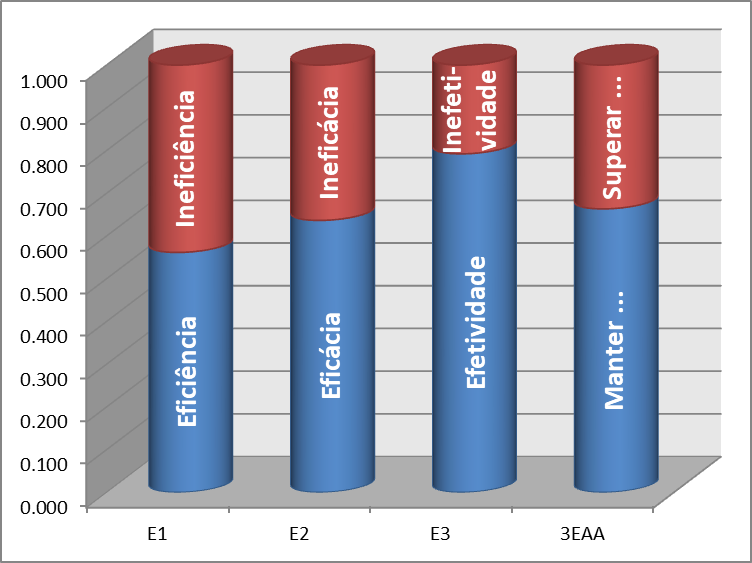 1.000
0.900
0.800
0.700
0.600
0.500
0.400
0.300
0.200
0.100
0.000
Ineficiência
Ineficácia
Inefeti-
vidade
Superar ...
Eficiência
Eficácia
Efetividade
Manter ...
E1
E2
E3
3EAA